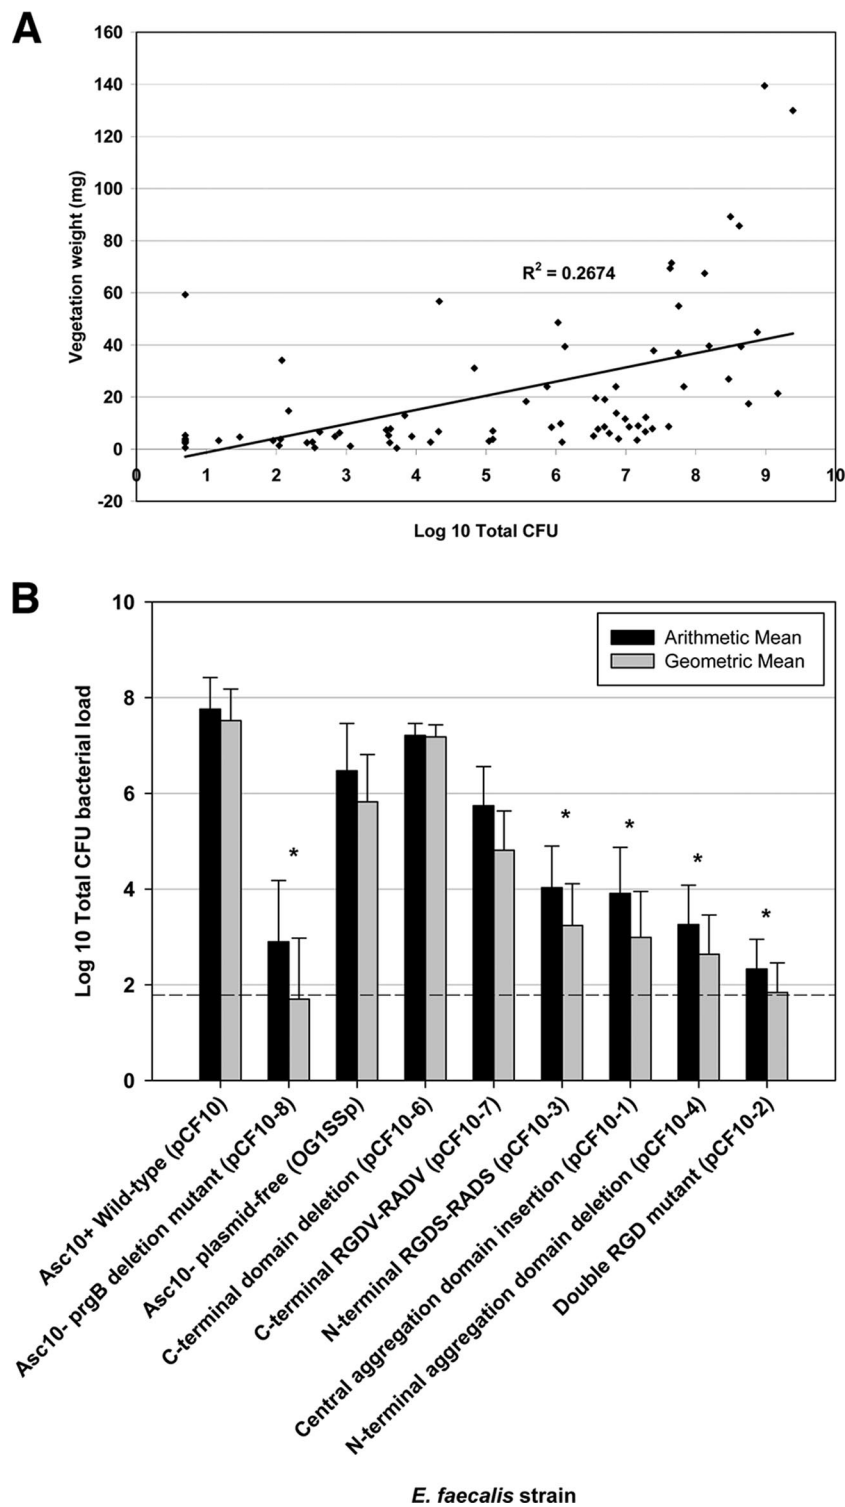 A
160
140
120
100
80
60
40
20
0
-20
Vegetation weight (mg)
R2 = 0.2674
0 1 2 3 4 5 6 7 8 9 10
Log 10 Total CFU
B
10
8
6
4
2
0
Log 10 Total CFU bacterial load
Arithmetic Mean
Geometric Mean
*
*
*
*
*
Asc10+ Wild-type (pCF10)
Asc10- prgB deletion mutant (pCF10-8)
Asc10- plasmid-free (OG1SSp)
C-terminal domain deletion (pCF10-6)
C-terminal RGDV-RADV (pCF10-7)
N-terminal RGDS-RADS (pCF10-3)
Central aggregation domain insertion (pCF10-1)
N-terminal aggregation domain deletion (pCF10-4)
Double RGD mutant (pCF10-2)
E. faecalis strain